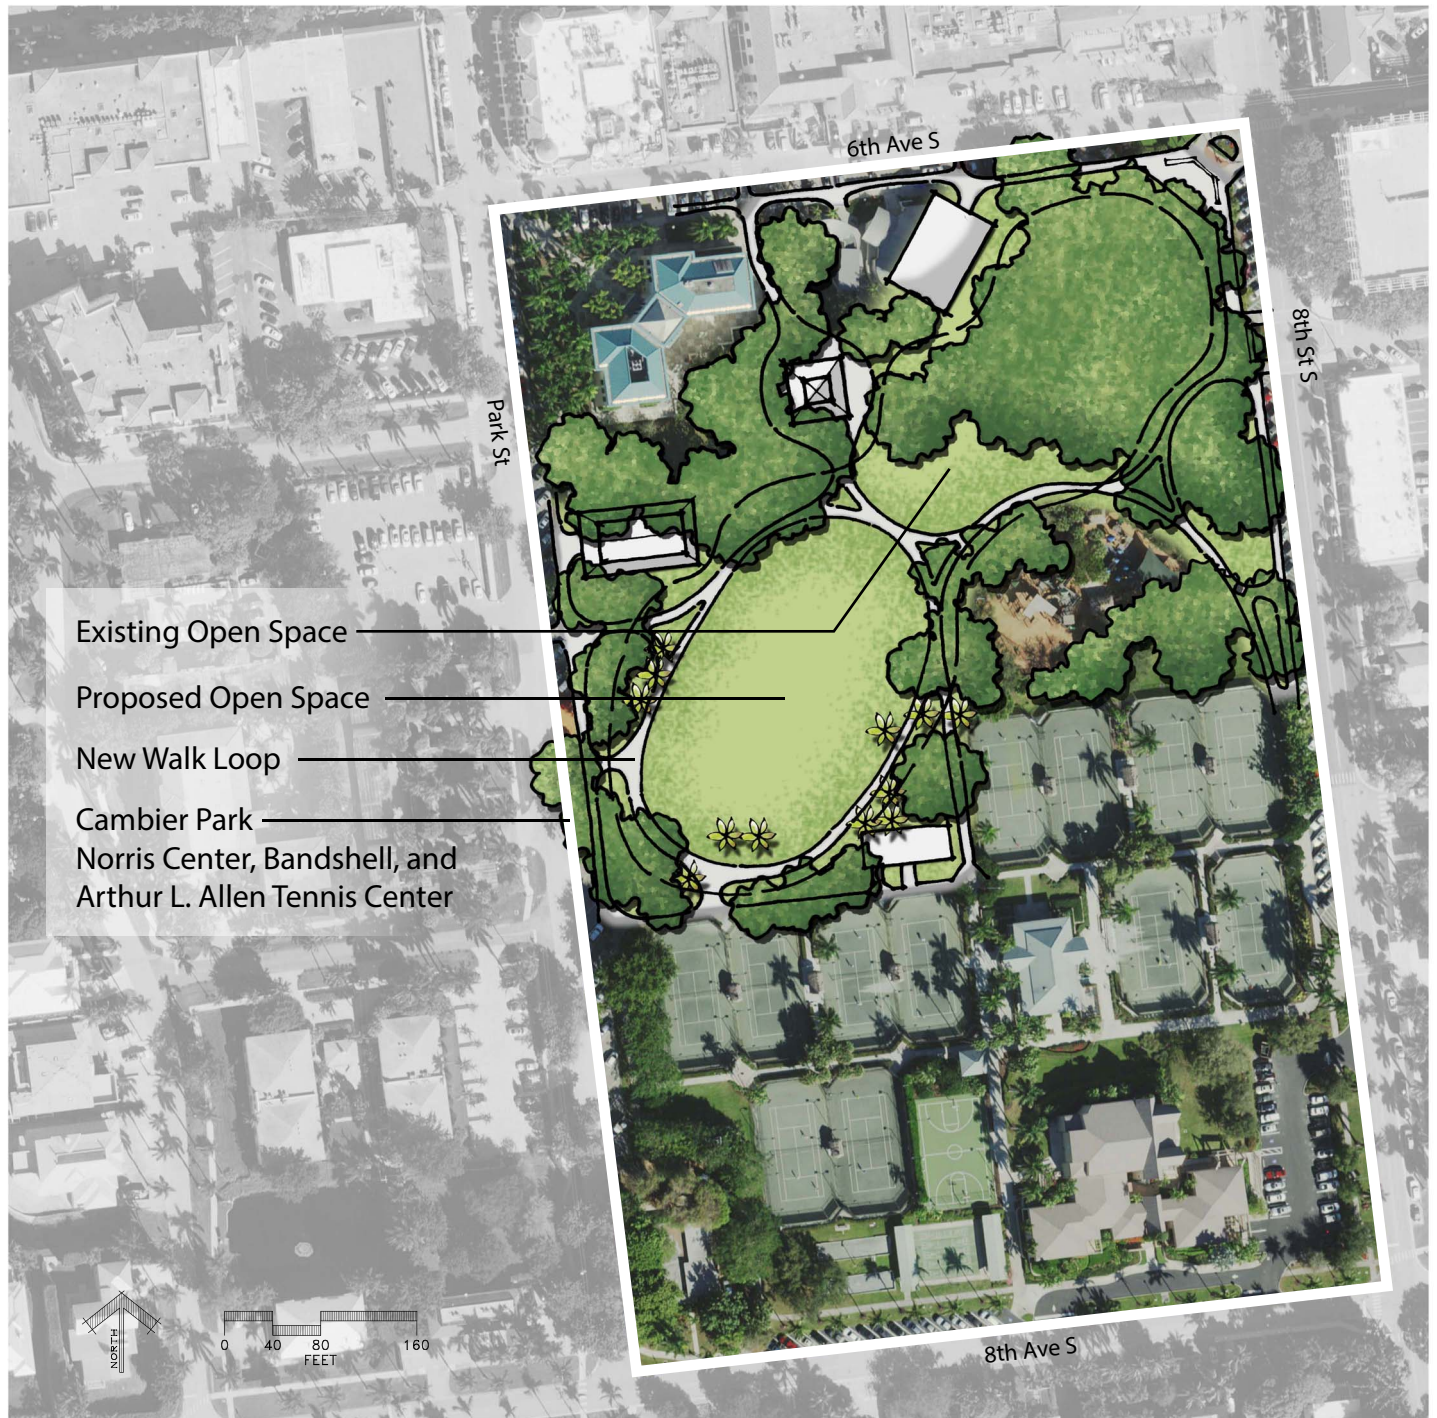 6th Ave S
8th St S
Park St
Existing Open Space
Proposed Open Space
New Walk Loop
Cambier Park
Norris Center, Bandshell, and
Arthur L. Allen Tennis Center
NORTH
0 40 80 160
FEET
8th Ave S